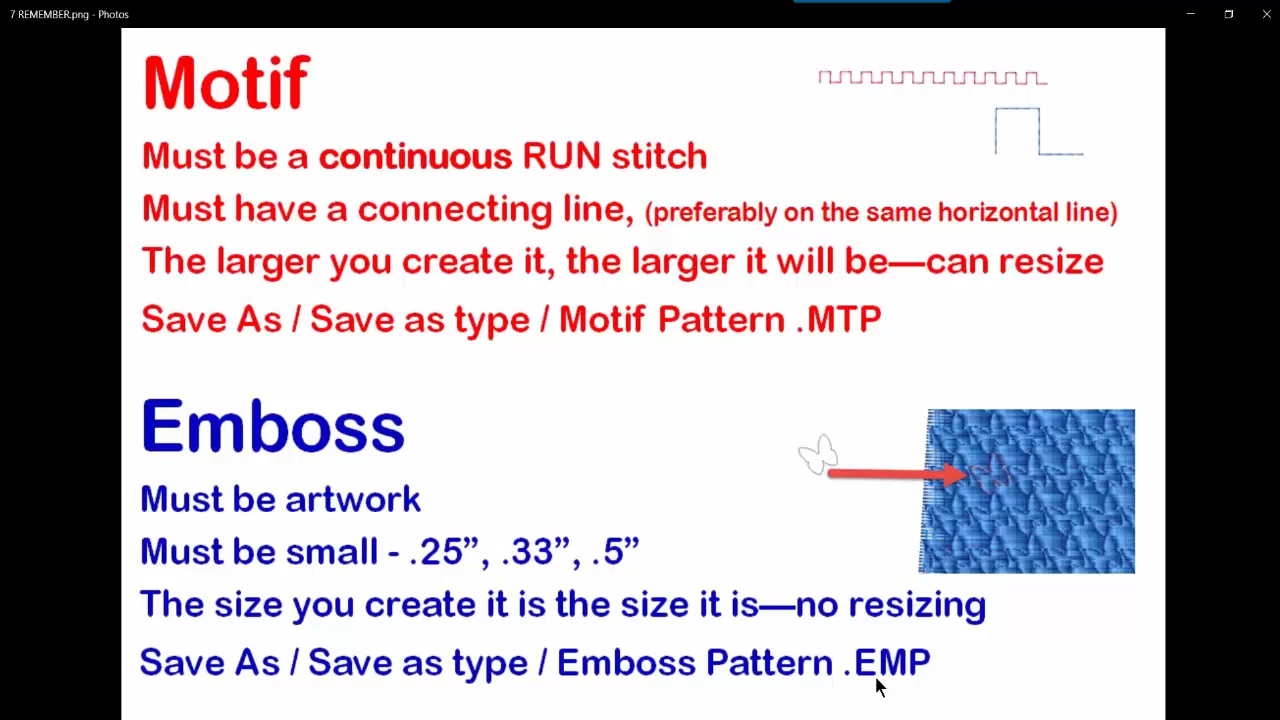 7 REMEMBER.png - Photos
Motif
Must be a continuous RUN stitch
Must have a connecting line, (preferably on the same horizontal line)
The larger you create it, the larger it will be—can resize
Save As / Save as type / Motif Pattern .MTP
Emboss
Must be artwork
Must be small - .25”, .33”, .5”
The size you create it is the size it is—no resizing
Save As / Save as type / Emboss Pattern .EMP